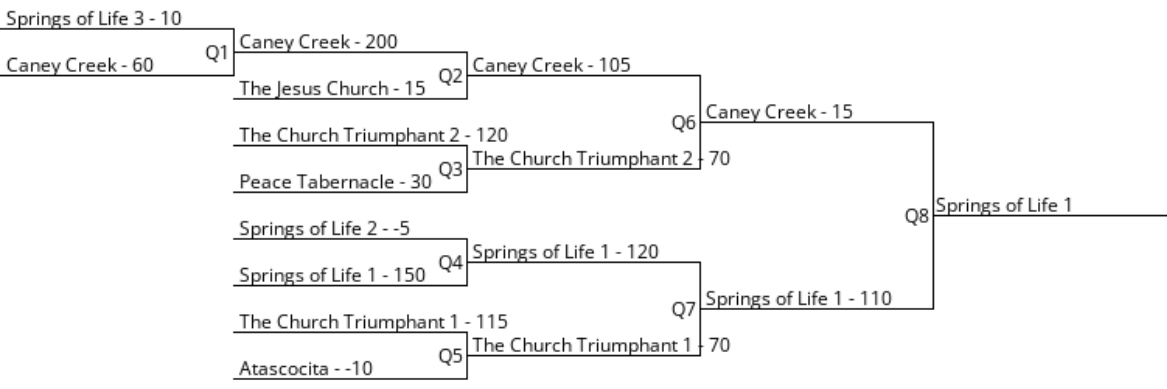 Springs of Life 3 - 10
Caney Creek - 60
Q1
Caney Creek - 200
The Jesus Church - 15
Q2
The Church Triumphant 2 - 120
Peace Tabernacle - 30
Q3
Springs of Life 2 - -5
Springs of Life 1 - 150
Q4
The Church Triumphant 1 - 115
Atascocita - -10
Q5
Caney Creek - 105
The Church Triumphant 2 - 70
Q6
Springs of Life 1 - 120
The Church Triumphant 1 - 70
Q7
Caney Creek - 15
Springs of Life 1 - 110
Q8
Springs of Life 1